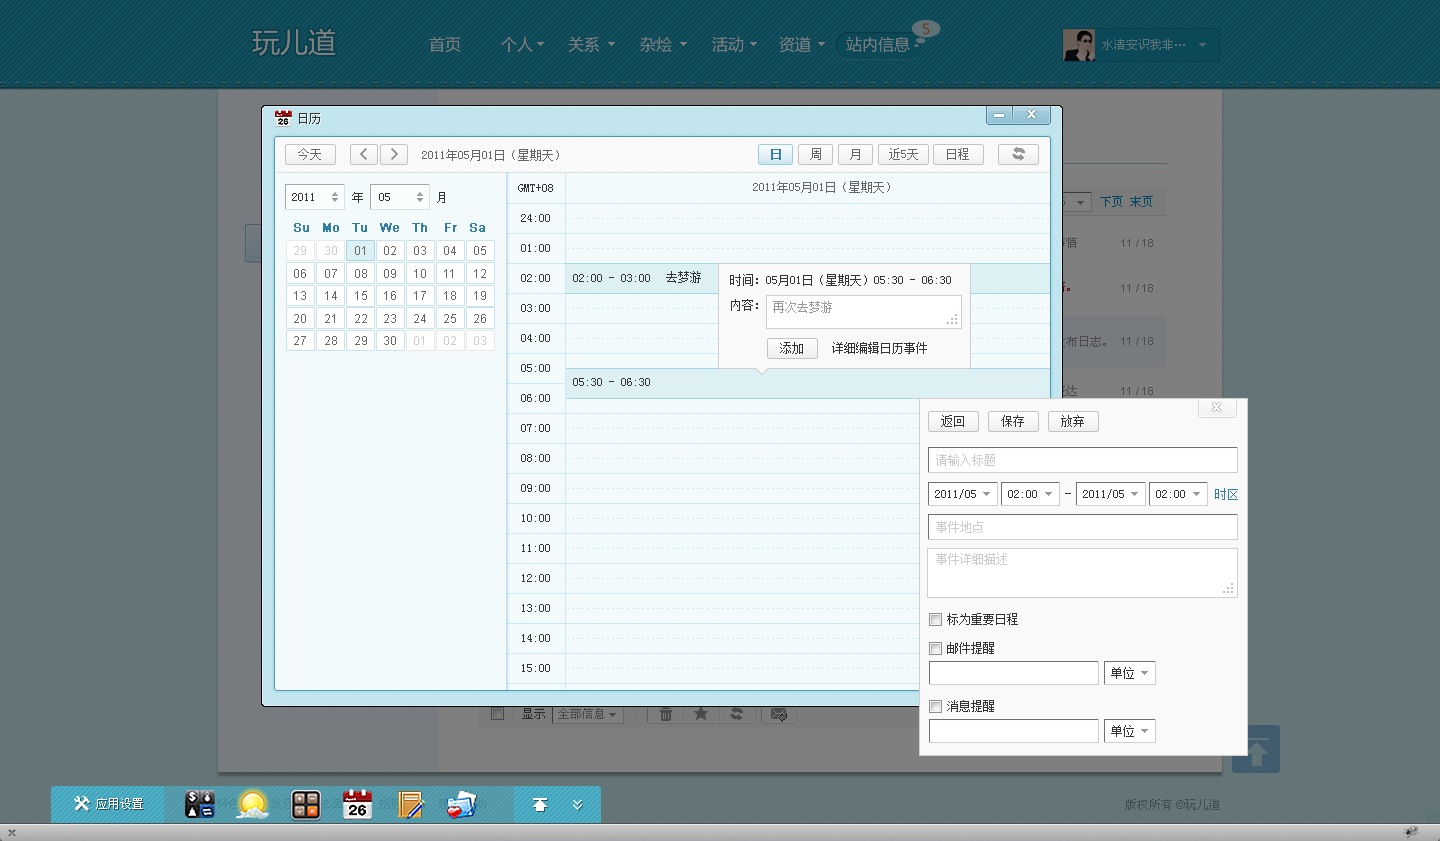 玩儿道
首页 个人 关系 杂烩 活动 资道 站内信息 5
水清安识我非…
26 日历
今天 2011年05月01日（星期天） 日 周 月 近5天 日程
2011 年 05 月
Su Mo Tu We Th Fr Sa
29 30 01 02 03 04 05
06 07 08 09 10 11 12
13 14 15 16 17 18 19
20 21 22 23 24 25 26
27 28 29 30 01 02 03
GMT+08 2011年05月01日（星期天）
24:00
01:00
02:00 02:00 - 03:00 去梦游
03:00
04:00
05:00
05:30 - 06:30
06:00
07:00
08:00
09:00
10:00
11:00
12:00
13:00
14:00
15:00
时间：05月01日（星期天）05:30 - 06:30
内容：再次去梦游
添加 详细编辑日历事件
下页 末页
情 11 / 18
11 / 18
布日志。 11 / 18
达 11 / 18
返回 保存 放弃
请输入标题
2011/05 02:00 - 2011/05 02:00 时区
事件地点
事件详细描述
标为重要日程
邮件提醒
单位
消息提醒
单位
显示 全部信息
应用设置 26
版权所有 ©玩儿道